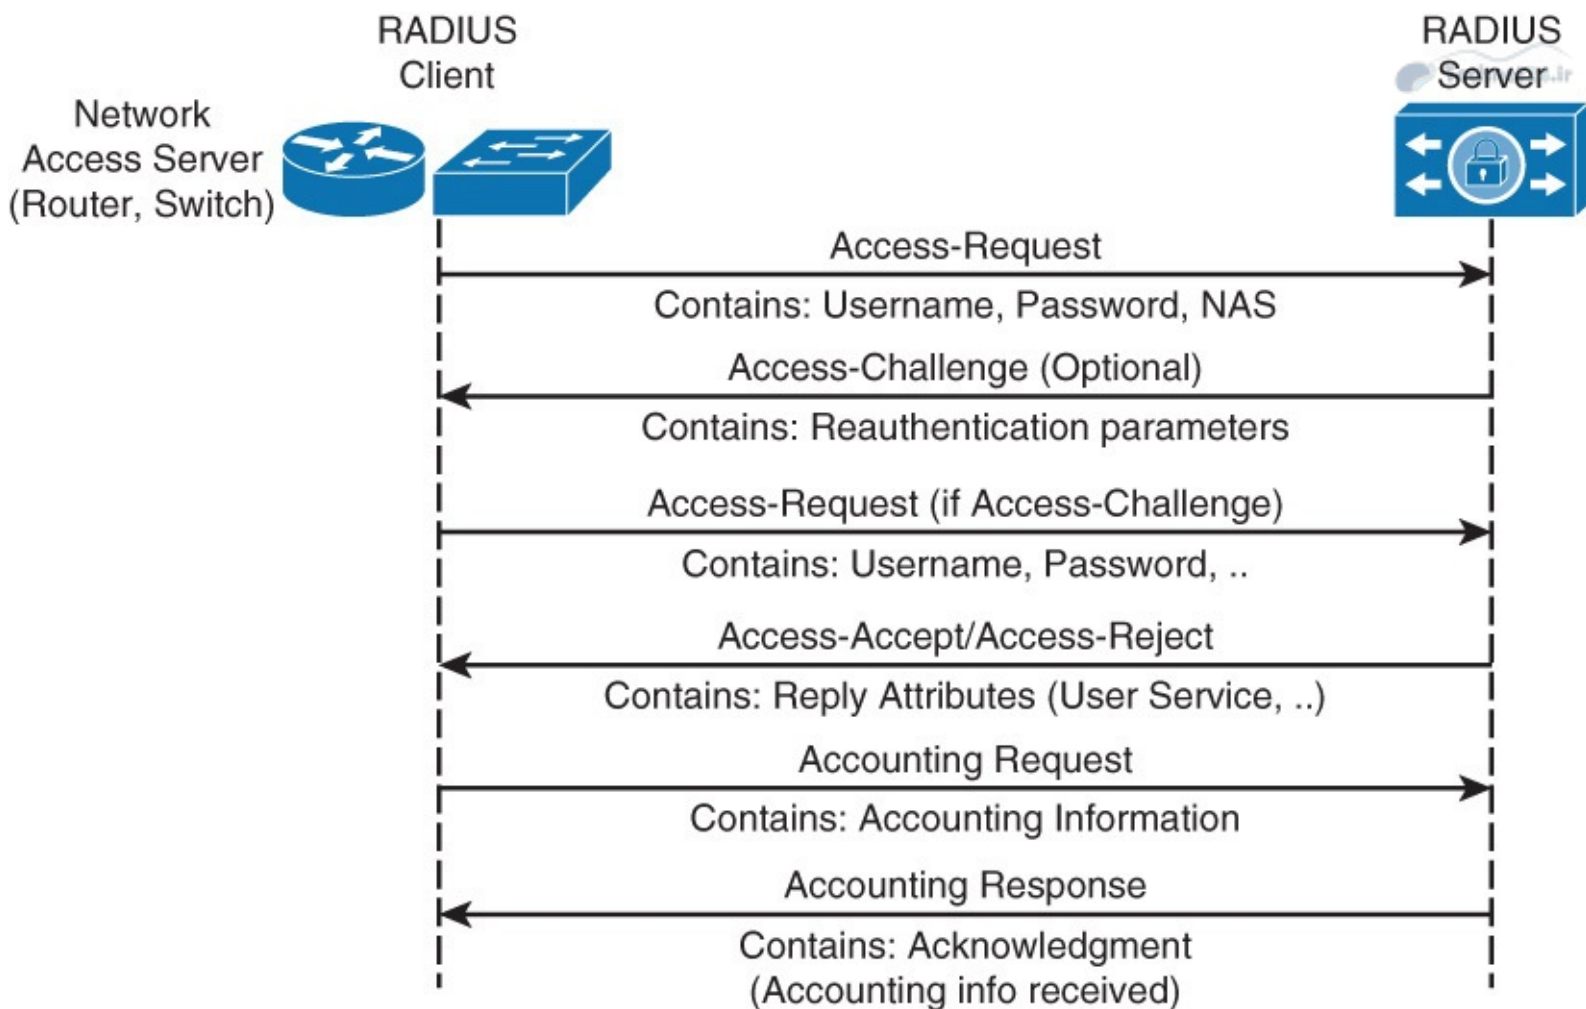 RADIUS
Client
RADIUS
Server
Network
Access Server
(Router, Switch)
Access-Request
Contains: Username, Password, NAS
Access-Challenge (Optional)
Contains: Reauthentication parameters
Access-Request (if Access-Challenge)
Contains: Username, Password, ..
Access-Accept/Access-Reject
Contains: Reply Attributes (User Service, ..)
Accounting Request
Contains: Accounting Information
Accounting Response
Contains: Acknowledgment
(Accounting info received)